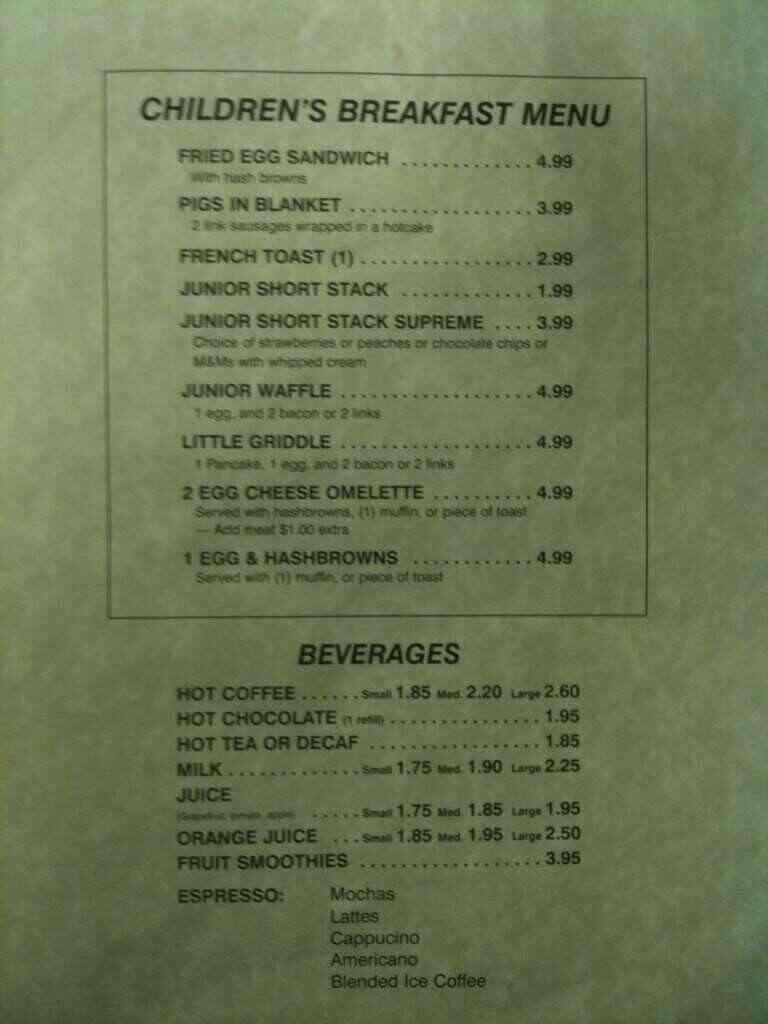 CHILDREN'S BREAKFAST MENU
FRIED EGG SANDWICH ............. 4.99
With hash browns
PIGS IN BLANKET .................. 3.99
2 link sausages wrapped in a hotcake
FRENCH TOAST (1) ................. 2.99
JUNIOR SHORT STACK ............. 1.99
JUNIOR SHORT STACK SUPREME .... 3.99
Choice of strawberries or peaches or chocolate chips or
M&Ms with whipped cream
JUNIOR WAFFLE ................... 4.99
1 egg, and 2 bacon or 2 links
LITTLE GRIDDLE ................... 4.99
1 Pancake, 1 egg, and 2 bacon or 2 links
2 EGG CHEESE OMELETTE .......... 4.99
Served with hashbrowns, (1) muffin, or piece of toast
— Add meat $1.00 extra
1 EGG & HASHBROWNS ............ 4.99
Served with (1) muffin, or piece of toast
BEVERAGES
HOT COFFEE ...... Small 1.85 Med. 2.20 Large 2.60
HOT CHOCOLATE (1 refill) ............... 1.95
HOT TEA OR DECAF ................. 1.85
MILK ............. Small 1.75 Med. 1.90 Large 2.25
JUICE
(Grapefruit, tomato, apple) ..... Small 1.75 Med. 1.85 Large 1.95
ORANGE JUICE ... Small 1.85 Med. 1.95 Large 2.50
FRUIT SMOOTHIES .................. 3.95
ESPRESSO: Mochas
Lattes
Cappucino
Americano
Blended Ice Coffee